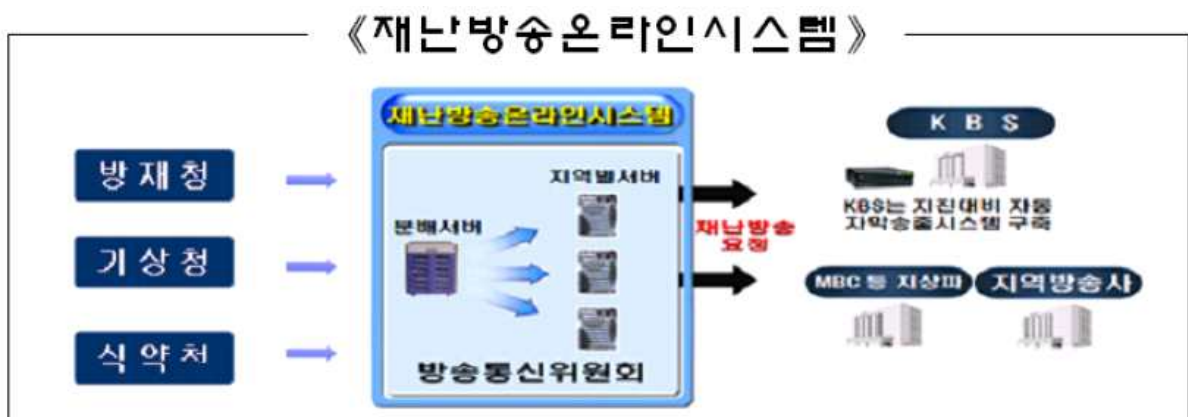 《재난방송온라인시스템》
재난방송온라인시스템
방재청
기상청
식약처
지역별서버
분배서버
방송통신위원회
재난방송
요청
K B S
KBS는 지진대비 자동
자막송출시스템 구축
MBC 등 지상파
지역방송사